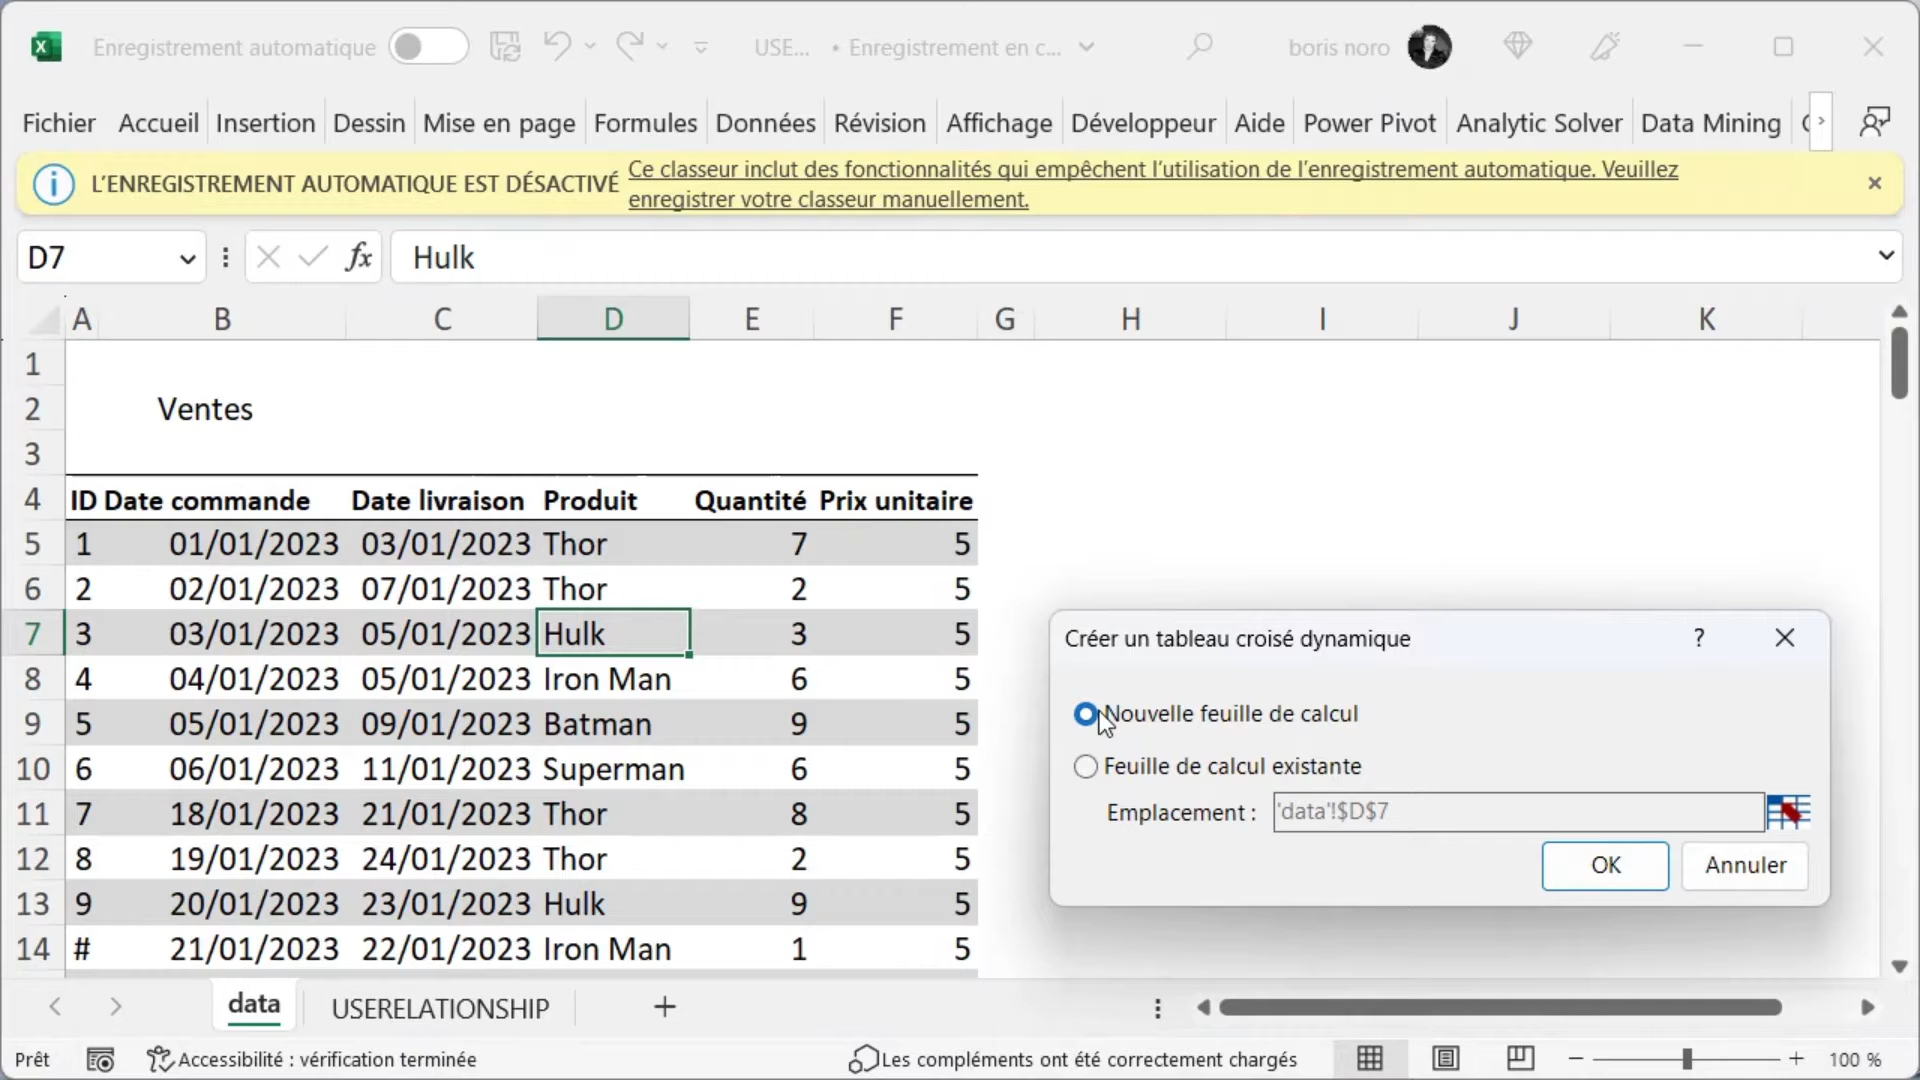 Enregistrement automatique
USE... • Enregistrement en c...
boris noro
Fichier Accueil Insertion Dessin Mise en page Formules Données Révision Affichage Développeur Aide Power Pivot Analytic Solver Data Mining
L'ENREGISTREMENT AUTOMATIQUE EST DÉSACTIVÉ Ce classeur inclut des fonctionnalités qui empêchent l'utilisation de l'enregistrement automatique. Veuillez
enregistrer votre classeur manuellement.
D7 fx Hulk
A B C D E F G H I J K
1
2 Ventes
3
4 ID Date commande Date livraison Produit Quantité Prix unitaire
5 1 01/01/2023 03/01/2023 Thor 7 5
6 2 02/01/2023 07/01/2023 Thor 2 5
7 3 03/01/2023 05/01/2023 Hulk 3 5
8 4 04/01/2023 05/01/2023 Iron Man 6 5
9 5 05/01/2023 09/01/2023 Batman 9 5
10 6 06/01/2023 11/01/2023 Superman 6 5
11 7 18/01/2023 21/01/2023 Thor 8 5
12 8 19/01/2023 24/01/2023 Thor 2 5
13 9 20/01/2023 23/01/2023 Hulk 9 5
14 # 21/01/2023 22/01/2023 Iron Man 1 5
Créer un tableau croisé dynamique ?
Nouvelle feuille de calcul
Feuille de calcul existante
Emplacement : 'data'!$D$7
OK Annuler
data USERELATIONSHIP
Prêt Accessibilité : vérification terminée Les compléments ont été correctement chargés 100 %